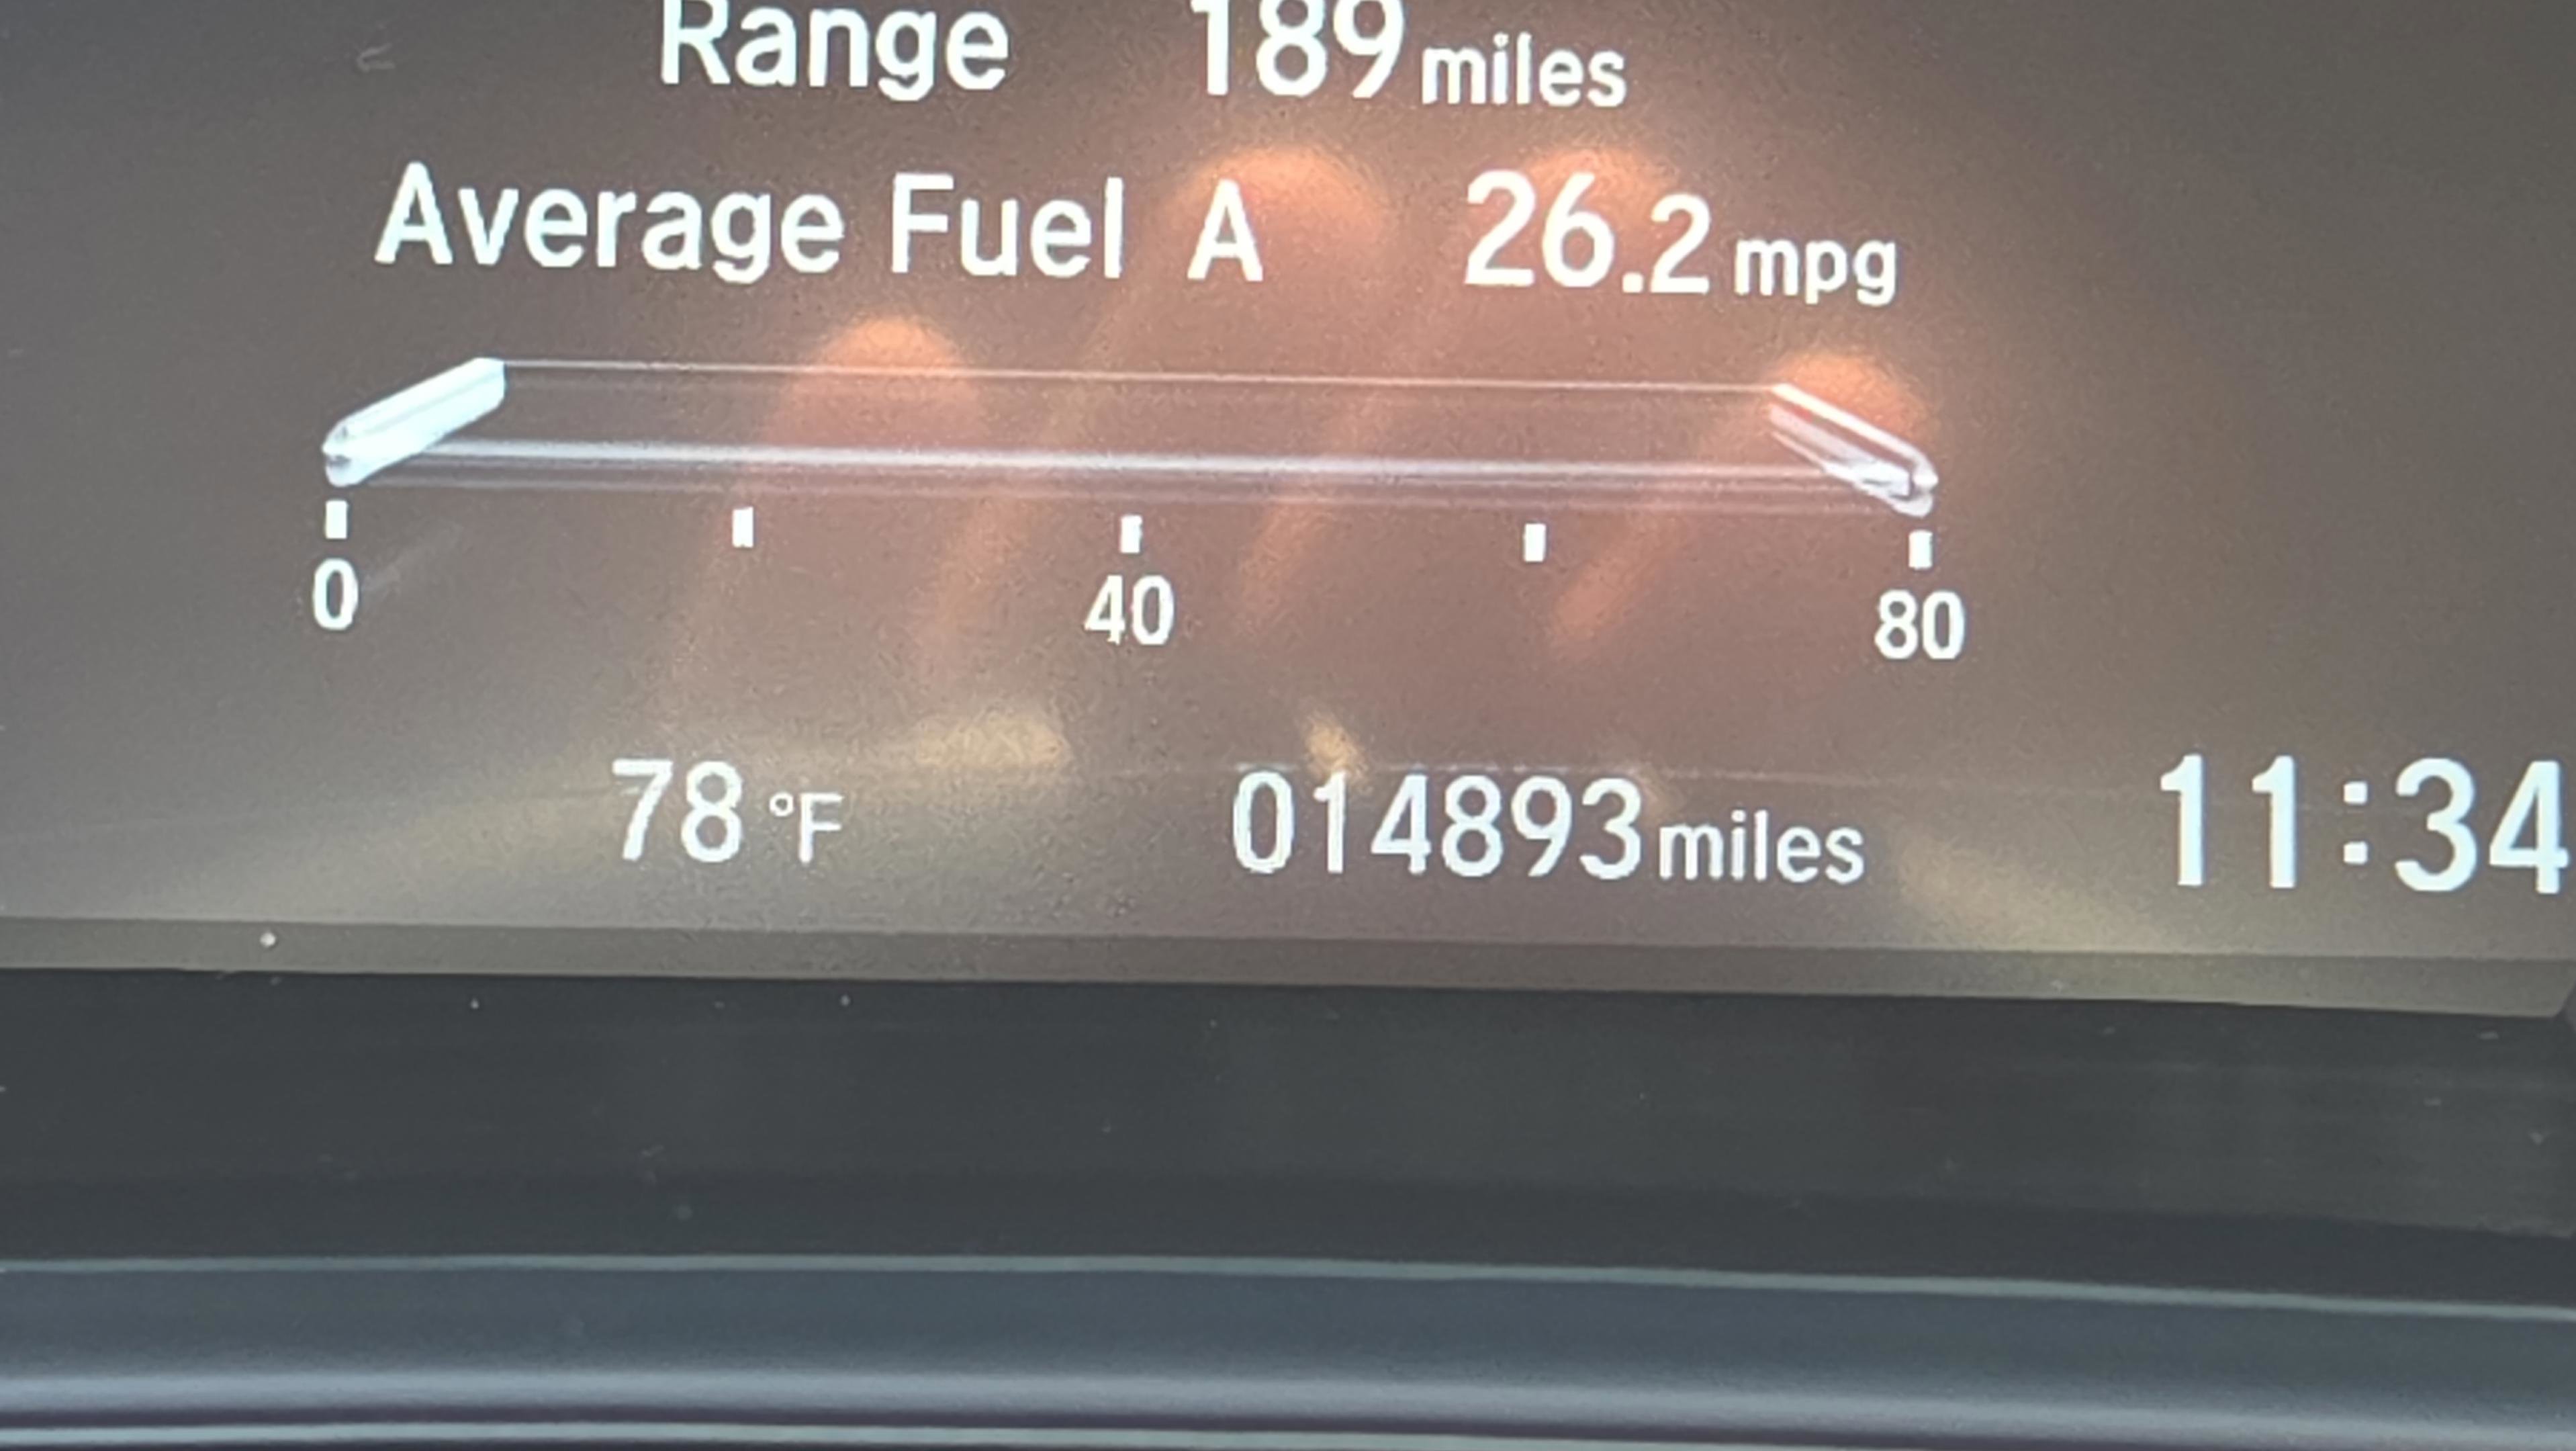 Range 189 miles
Average Fuel A 26.2 mpg
0 40 80
78 °F 014893 miles 11:34